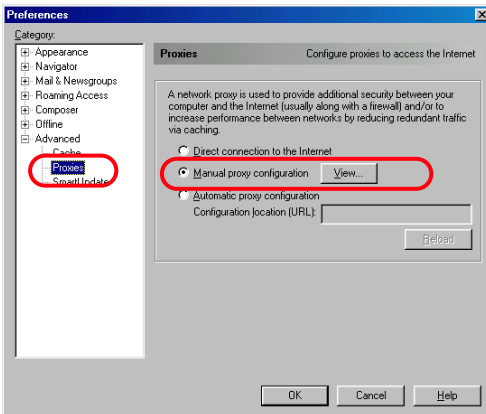 Preferences
Category:
Appearance
Navigator
Mail & Newsgroups
Roaming Access
Composer
Offline
Advanced
Cache
Proxies
SmartUpdate
Proxies Configure proxies to access the Internet
A network proxy is used to provide additional security between your
computer and the Internet (usually along with a firewall) and/or to
increase performance between networks by reducing redundant traffic
via caching.
Direct connection to the Internet
Manual proxy configuration View...
Automatic proxy configuration
Configuration location (URL):
Reload
OK Cancel Help